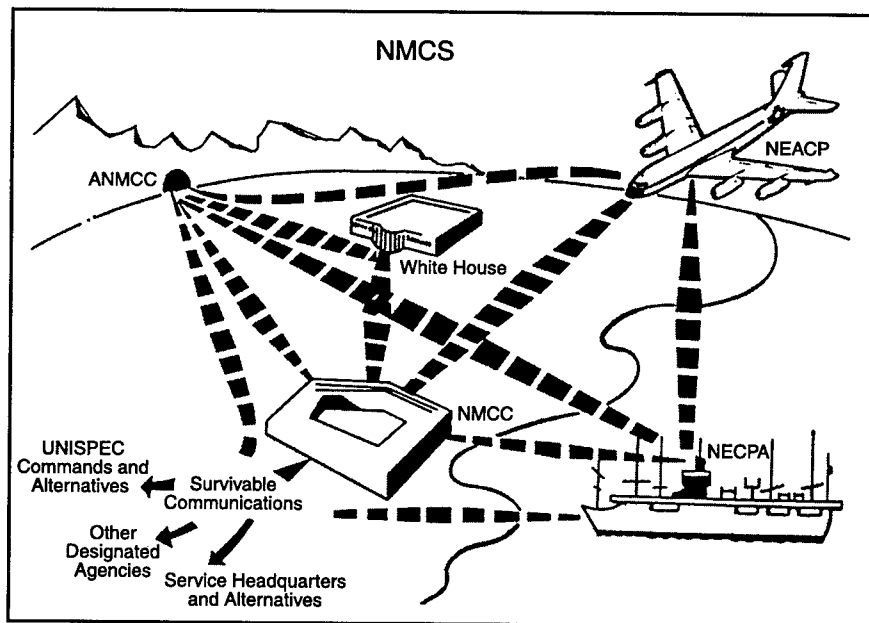 NMCS
NEACP
ANMCC
White House
NMCC
NECPA
UNISPEC
Commands and
Alternatives
Survivable
Communications
Other
Designated
Agencies
Service Headquarters
and Alternatives